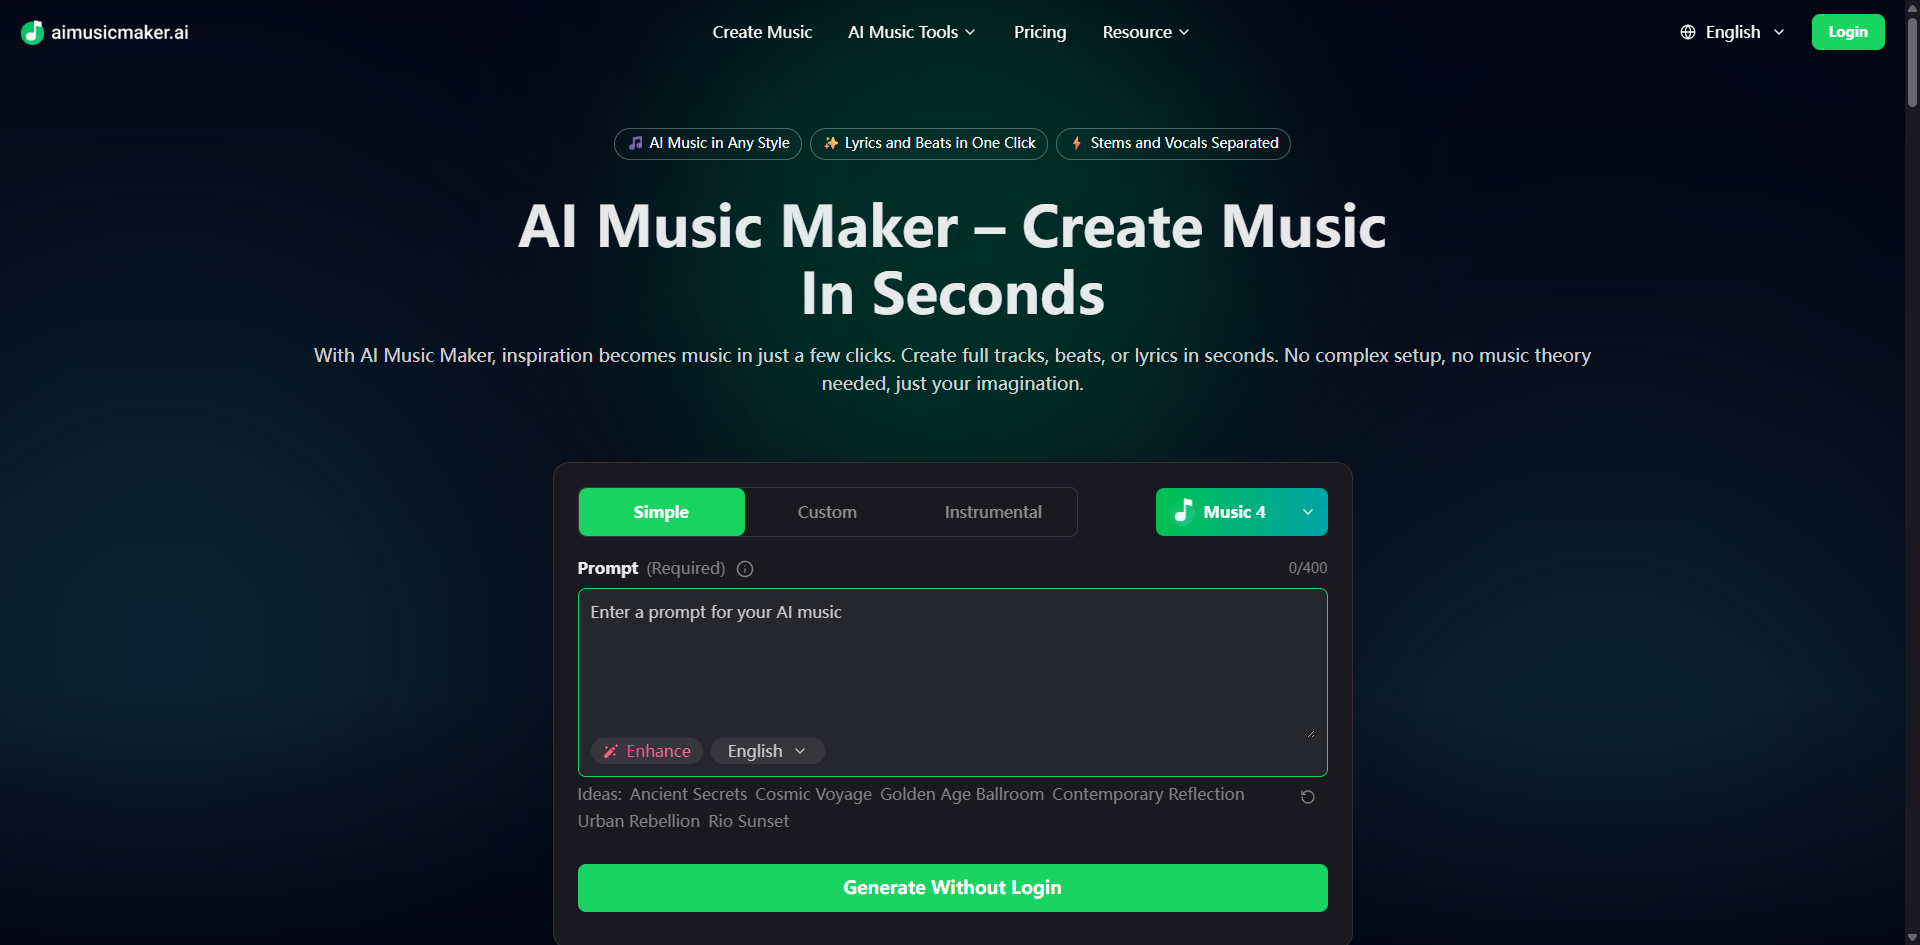 aimusicmaker.ai
Create Music
AI Music Tools
Pricing
Resource
English
Login
AI Music in Any Style
Lyrics and Beats in One Click
Stems and Vocals Separated
AI Music Maker – Create Music
In Seconds
With AI Music Maker, inspiration becomes music in just a few clicks. Create full tracks, beats, or lyrics in seconds. No complex setup, no music theory
needed, just your imagination.
Simple
Custom
Instrumental
Music 4
Prompt (Required)
0/400
Enter a prompt for your AI music
Enhance
English
Ideas: Ancient Secrets Cosmic Voyage Golden Age Ballroom Contemporary Reflection
Urban Rebellion Rio Sunset
Generate Without Login